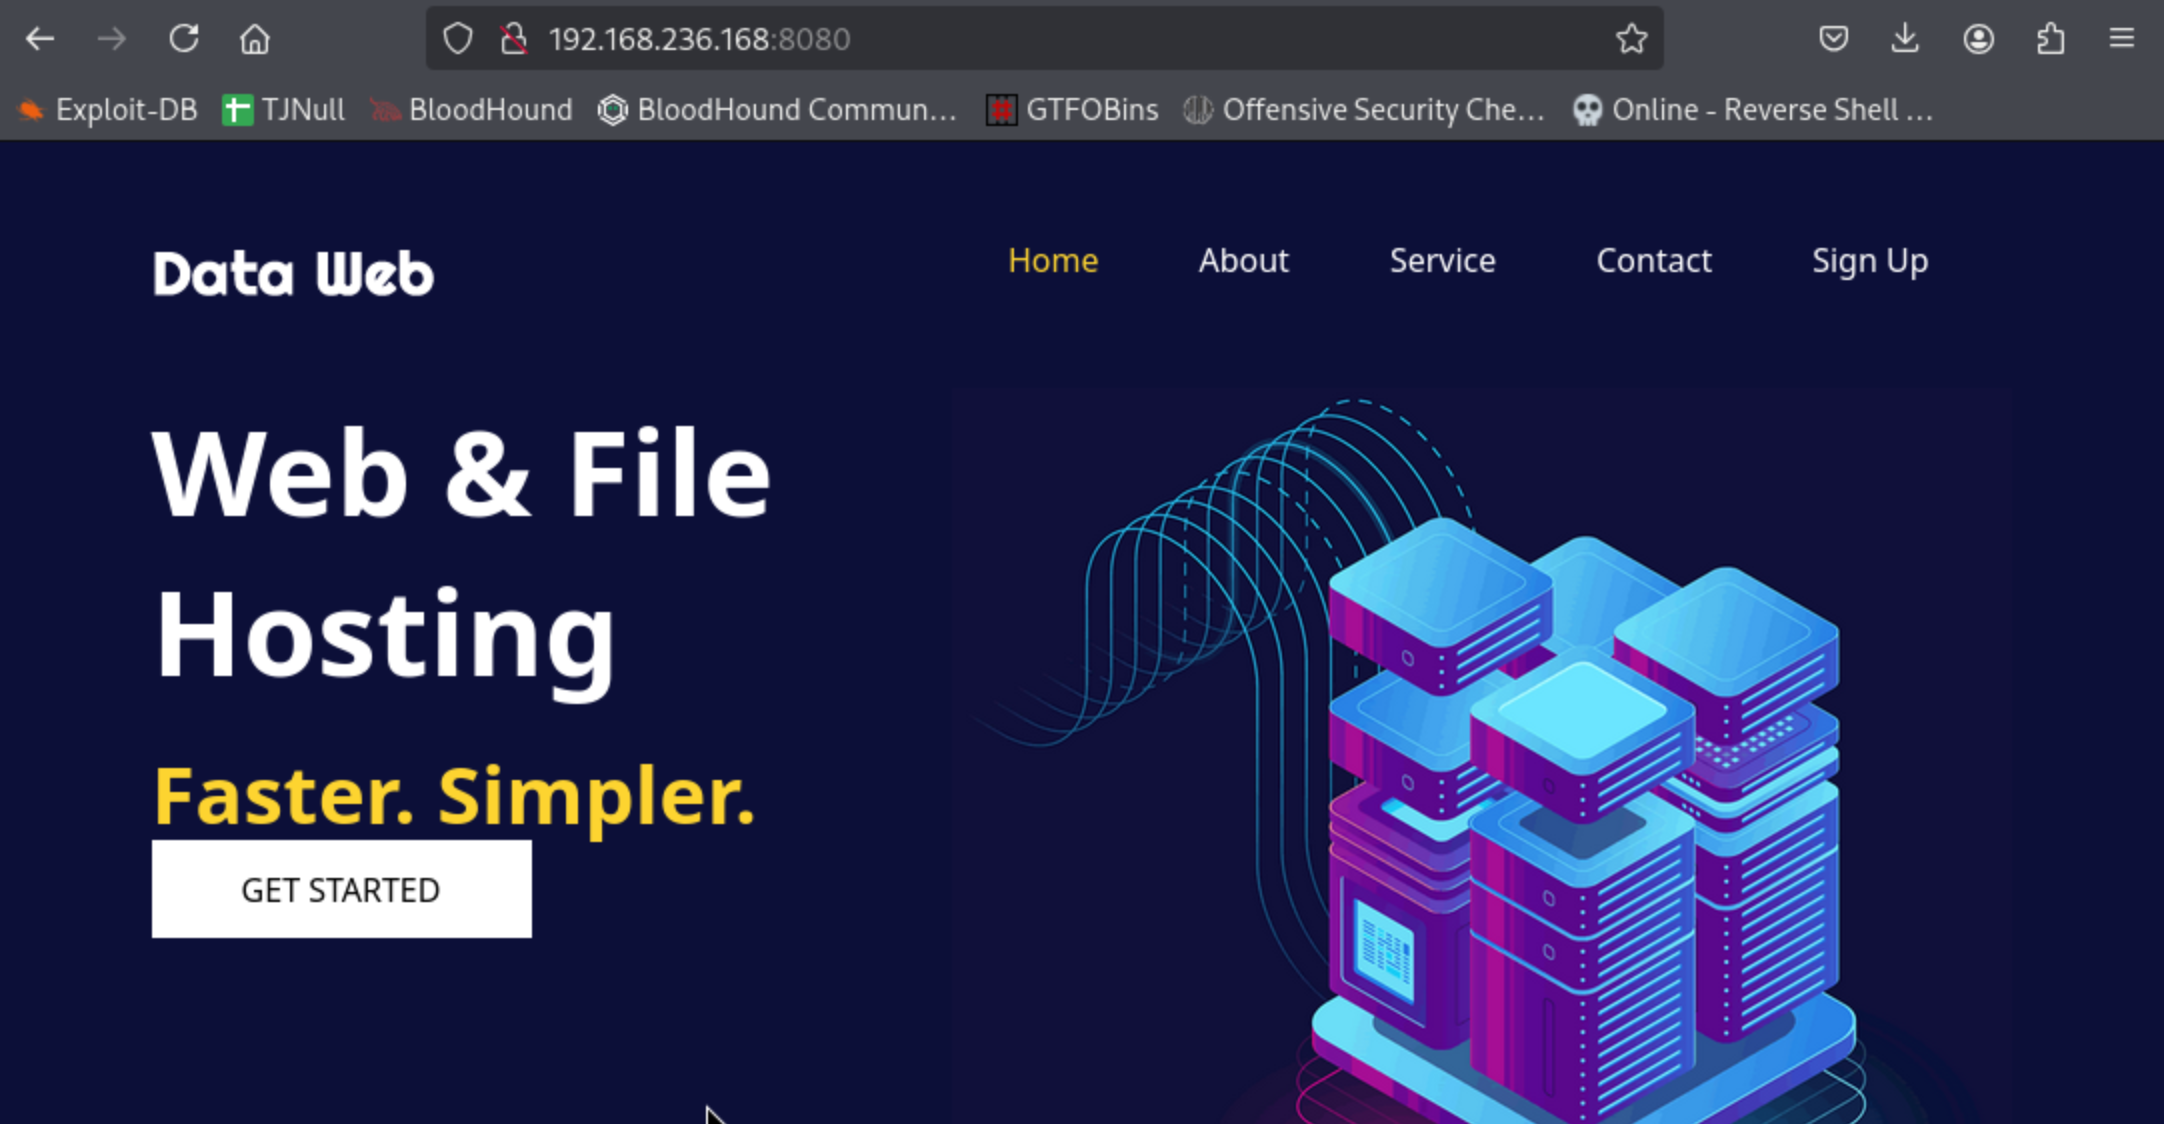 192.168.236.168:8080
Exploit-DB TJNull BloodHound BloodHound Commun... GTFOBins Offensive Security Che... Online - Reverse Shell ...
Data Web
Home About Service Contact Sign Up
Web & File
Hosting
Faster. Simpler.
GET STARTED